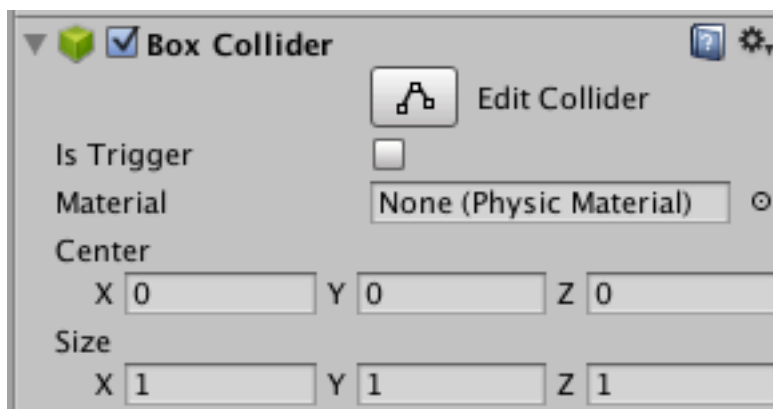 Box Collider
Edit Collider
Is Trigger
Material None (Physic Material)
Center
X 0 Y 0 Z 0
Size
X 1 Y 1 Z 1